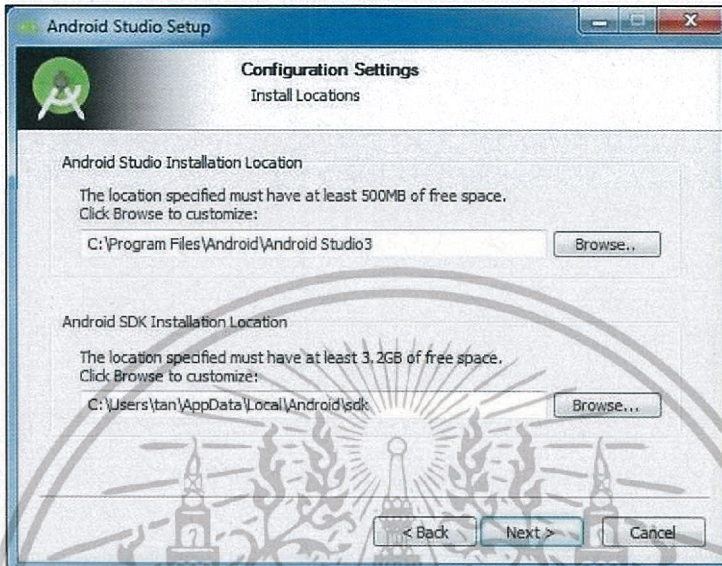 Android Studio Setup
Configuration Settings
Install Locations
Android Studio Installation Location
The location specified must have at least 500MB of free space.
Click Browse to customize:
C:\Program Files\Android\Android Studio3
Browse..
Android SDK Installation Location
The location specified must have at least 3.2GB of free space.
Click Browse to customize:
C:\Users\tan\AppData\Local\Android\sdk
Browse...
< Back
Next >
Cancel